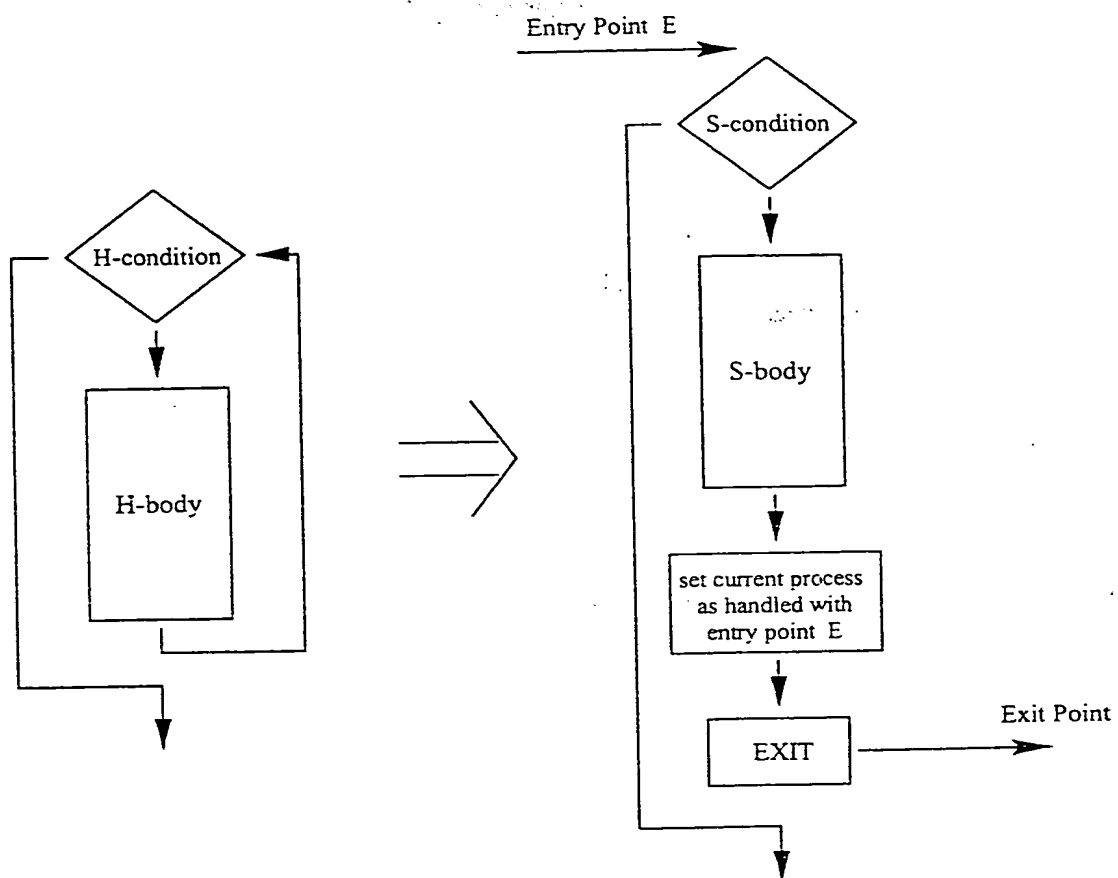 Entry Point E
S-condition
H-condition
S-body
H-body
set current process
as handled with
entry point E
Exit Point
EXIT